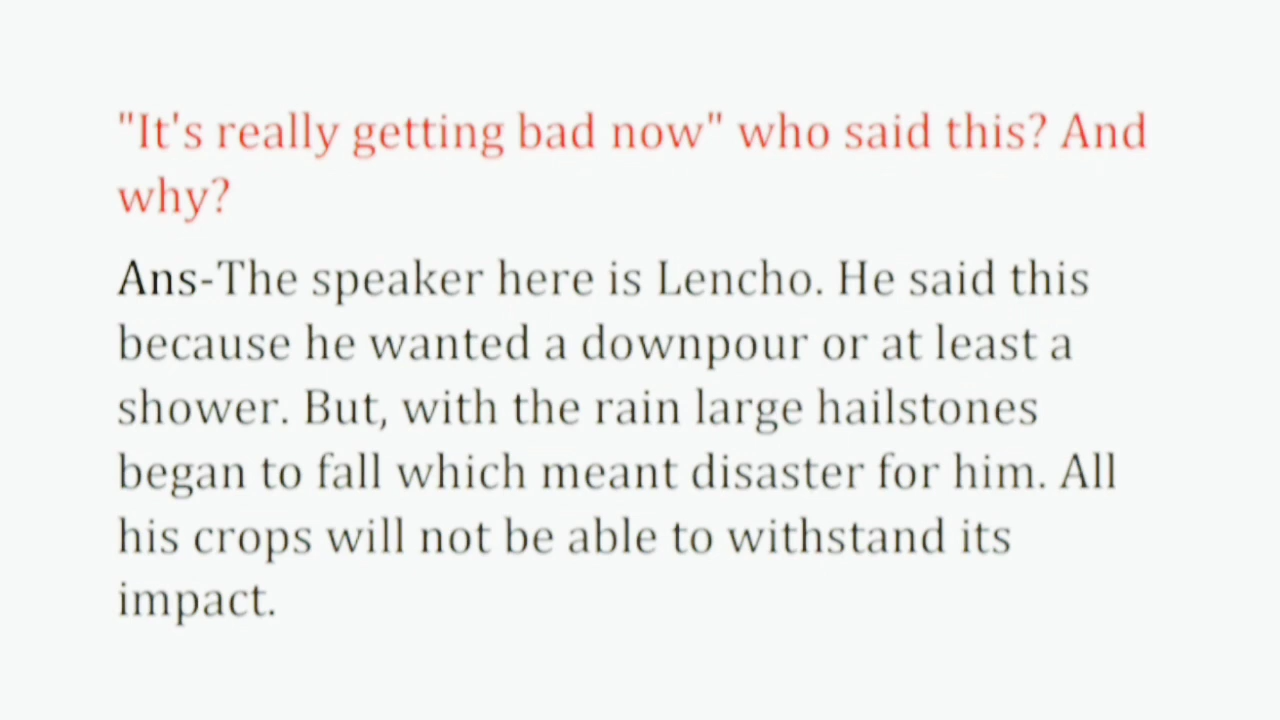 "It's really getting bad now" who said this? And
why?
Ans-The speaker here is Lencho. He said this
because he wanted a downpour or at least a
shower. But, with the rain large hailstones
began to fall which meant disaster for him. All
his crops will not be able to withstand its
impact.